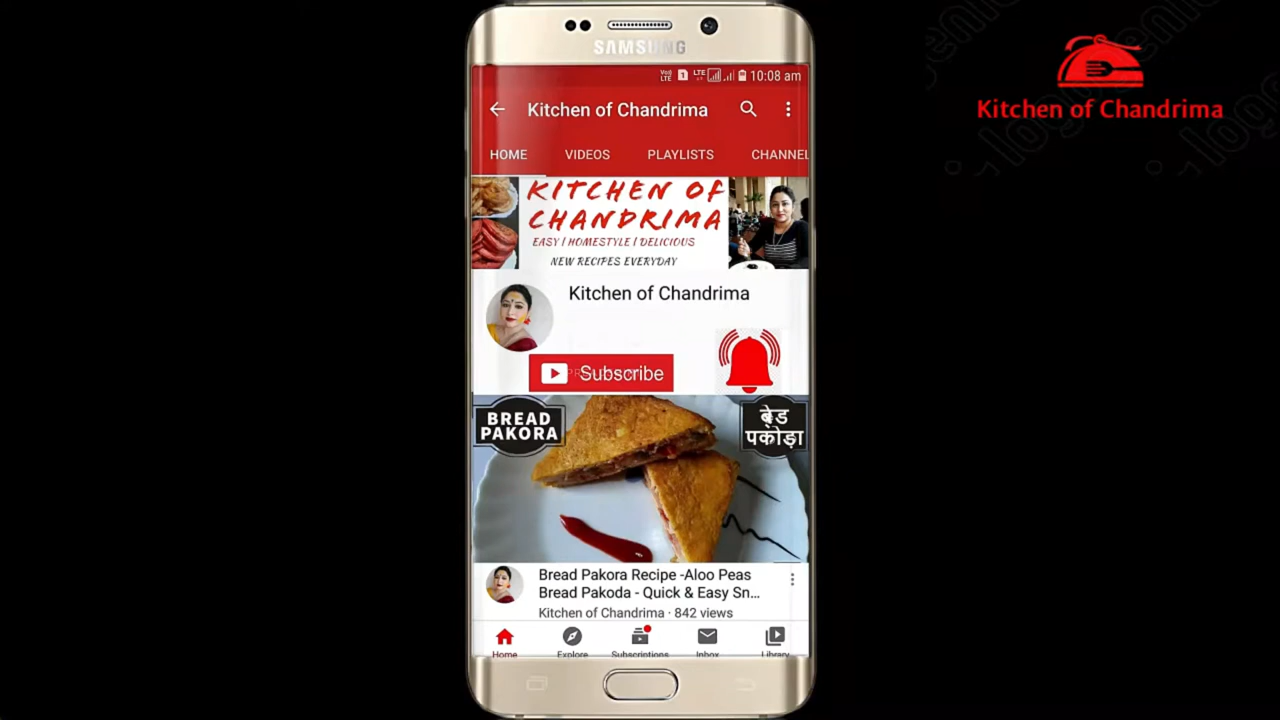 SAMSUNG
10:08 am
Kitchen of Chandrima
Kitchen of Chandrima
HOME VIDEOS PLAYLISTS CHANNEL
KITCHEN OF
CHANDRIMA
EASY | HOMESTYLE | DELICIOUS
NEW RECIPES EVERYDAY
Kitchen of Chandrima
Subscribe
BREAD
PAKORA
ब्रेड
पकोड़ा
Bread Pakora Recipe -Aloo Peas
Bread Pakoda - Quick & Easy Sn...
Kitchen of Chandrima · 842 views
Home Explore Subscriptions Inbox Library